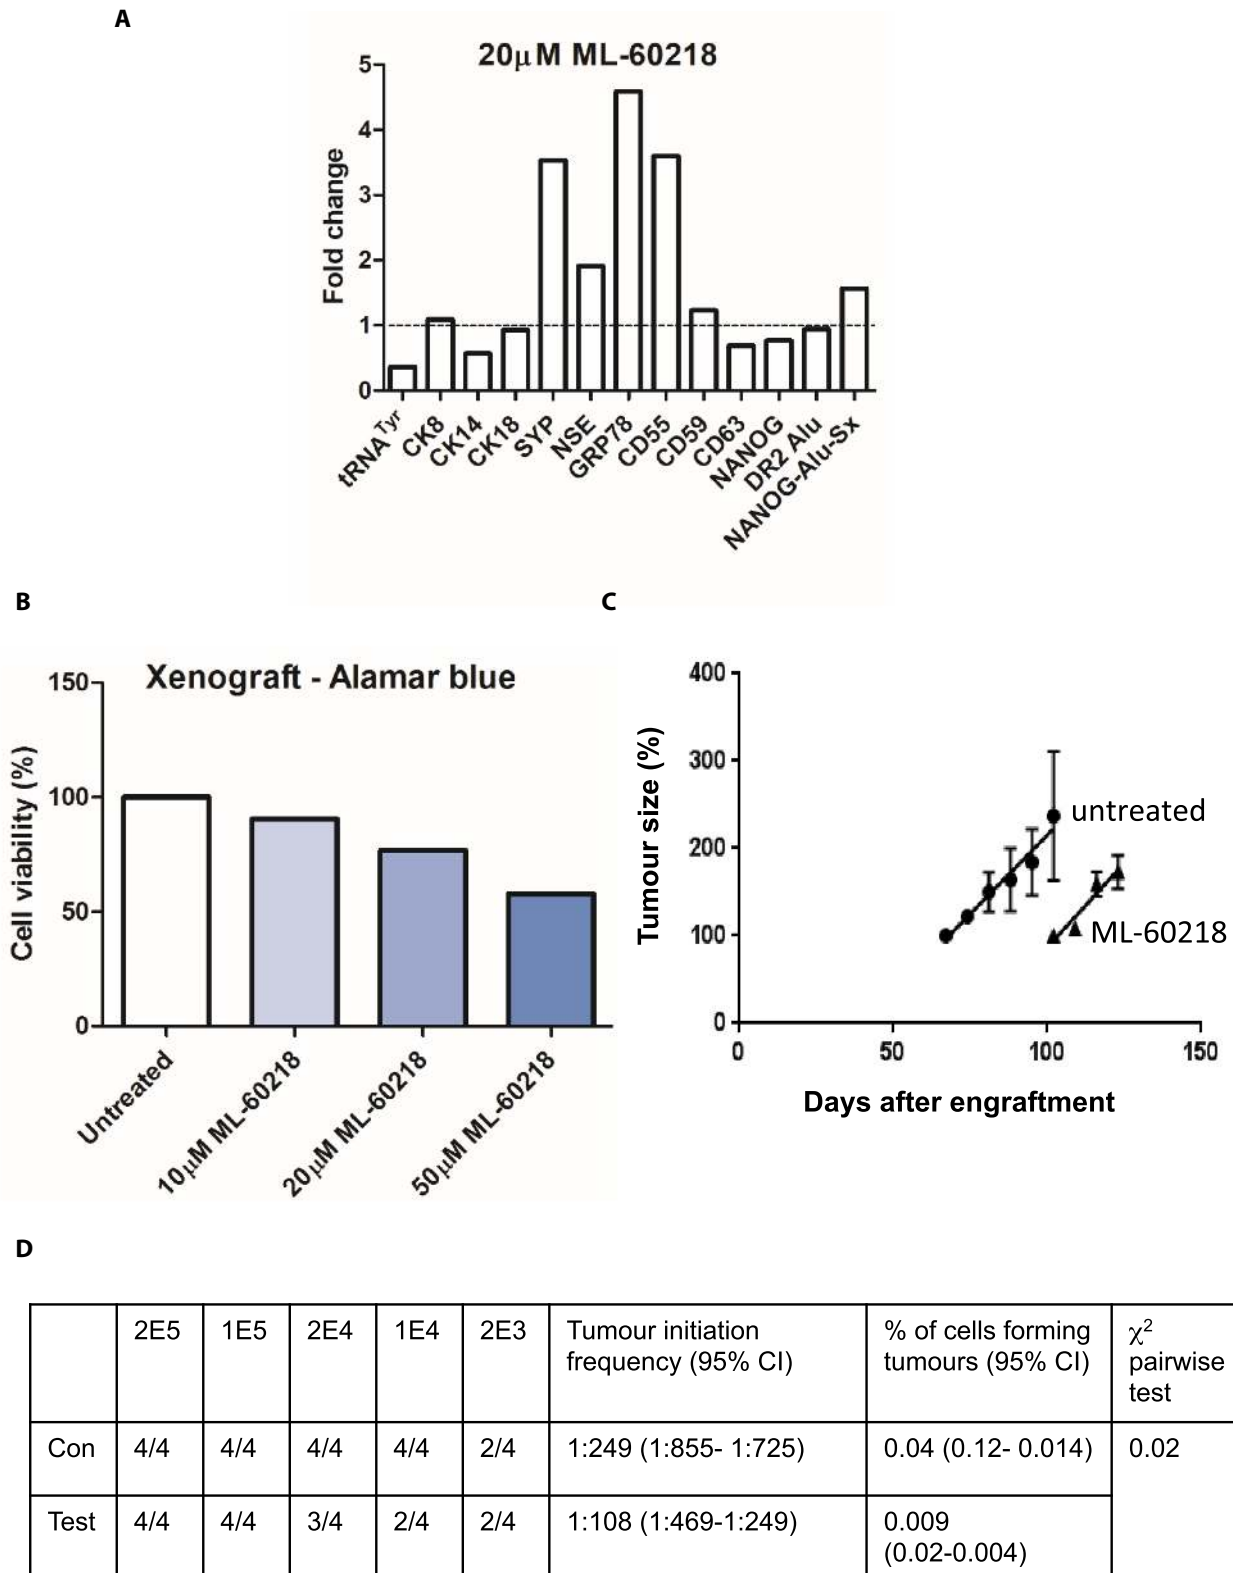 A
20μM ML-60218
5
4
3
2
1
0
Fold change
tRNATyr
CK8
CK14
CK18
SYP
NSE
GRP78
CD55
CD59
CD63
NANOG
DR2 Alu
NANOG-Alu-Sx
B
Xenograft - Alamar blue
150
100
50
0
Cell viability (%)
Untreated
10μM ML-60218
20μM ML-60218
50μM ML-60218
C
400
300
200
100
0
Tumour size (%)
untreated
ML-60218
0
50
100
150
Days after engraftment
D
2E5 1E5 2E4 1E4 2E3 Tumour initiation % of cells forming χ2
frequency (95% CI) tumours (95% CI) pairwise
test
Con 4/4 4/4 4/4 4/4 2/4 1:249 (1:855- 1:725) 0.04 (0.12- 0.014) 0.02
Test 4/4 4/4 3/4 2/4 2/4 1:108 (1:469-1:249) 0.009
(0.02-0.004)